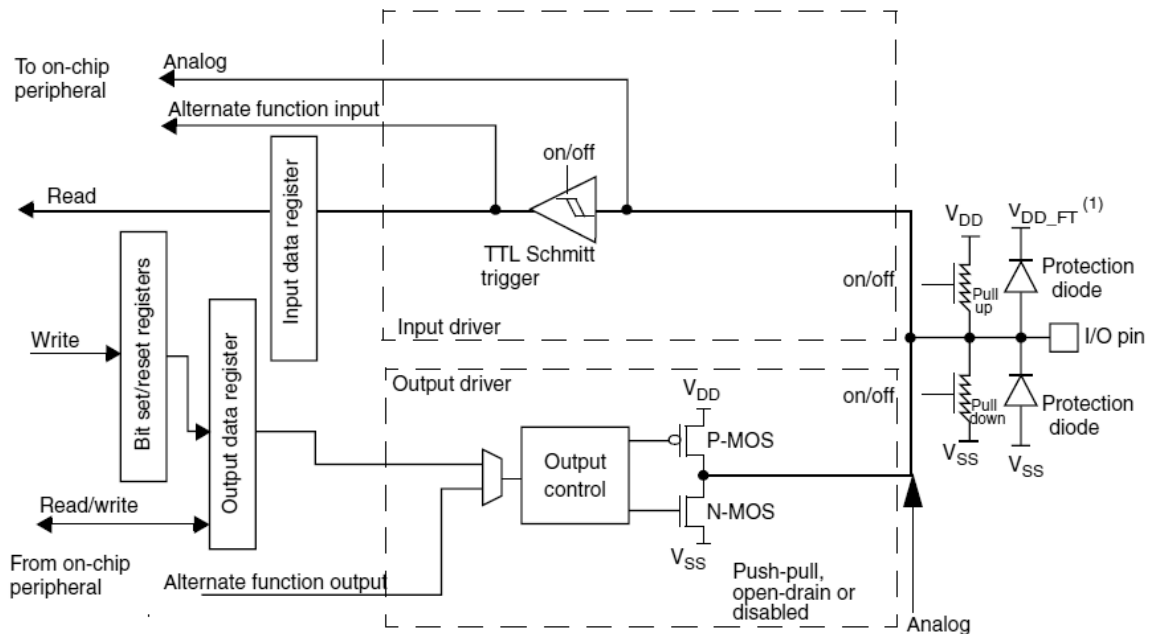 To on-chip
peripheral
Analog
Alternate function input
on/off
Read
Input data register
TTL Schmitt
trigger
Input driver
VDD
VDD_FT (1)
on/off
Pull
up
Protection
diode
I/O pin
Write
Bit set/reset registers
Output data register
Read/write
From on-chip
peripheral
Alternate function output
Output driver
VDD
P-MOS
Output
control
N-MOS
VSS
Push-pull,
open-drain or
disabled
on/off
Pull
down
VSS
Protection
diode
VSS
Analog